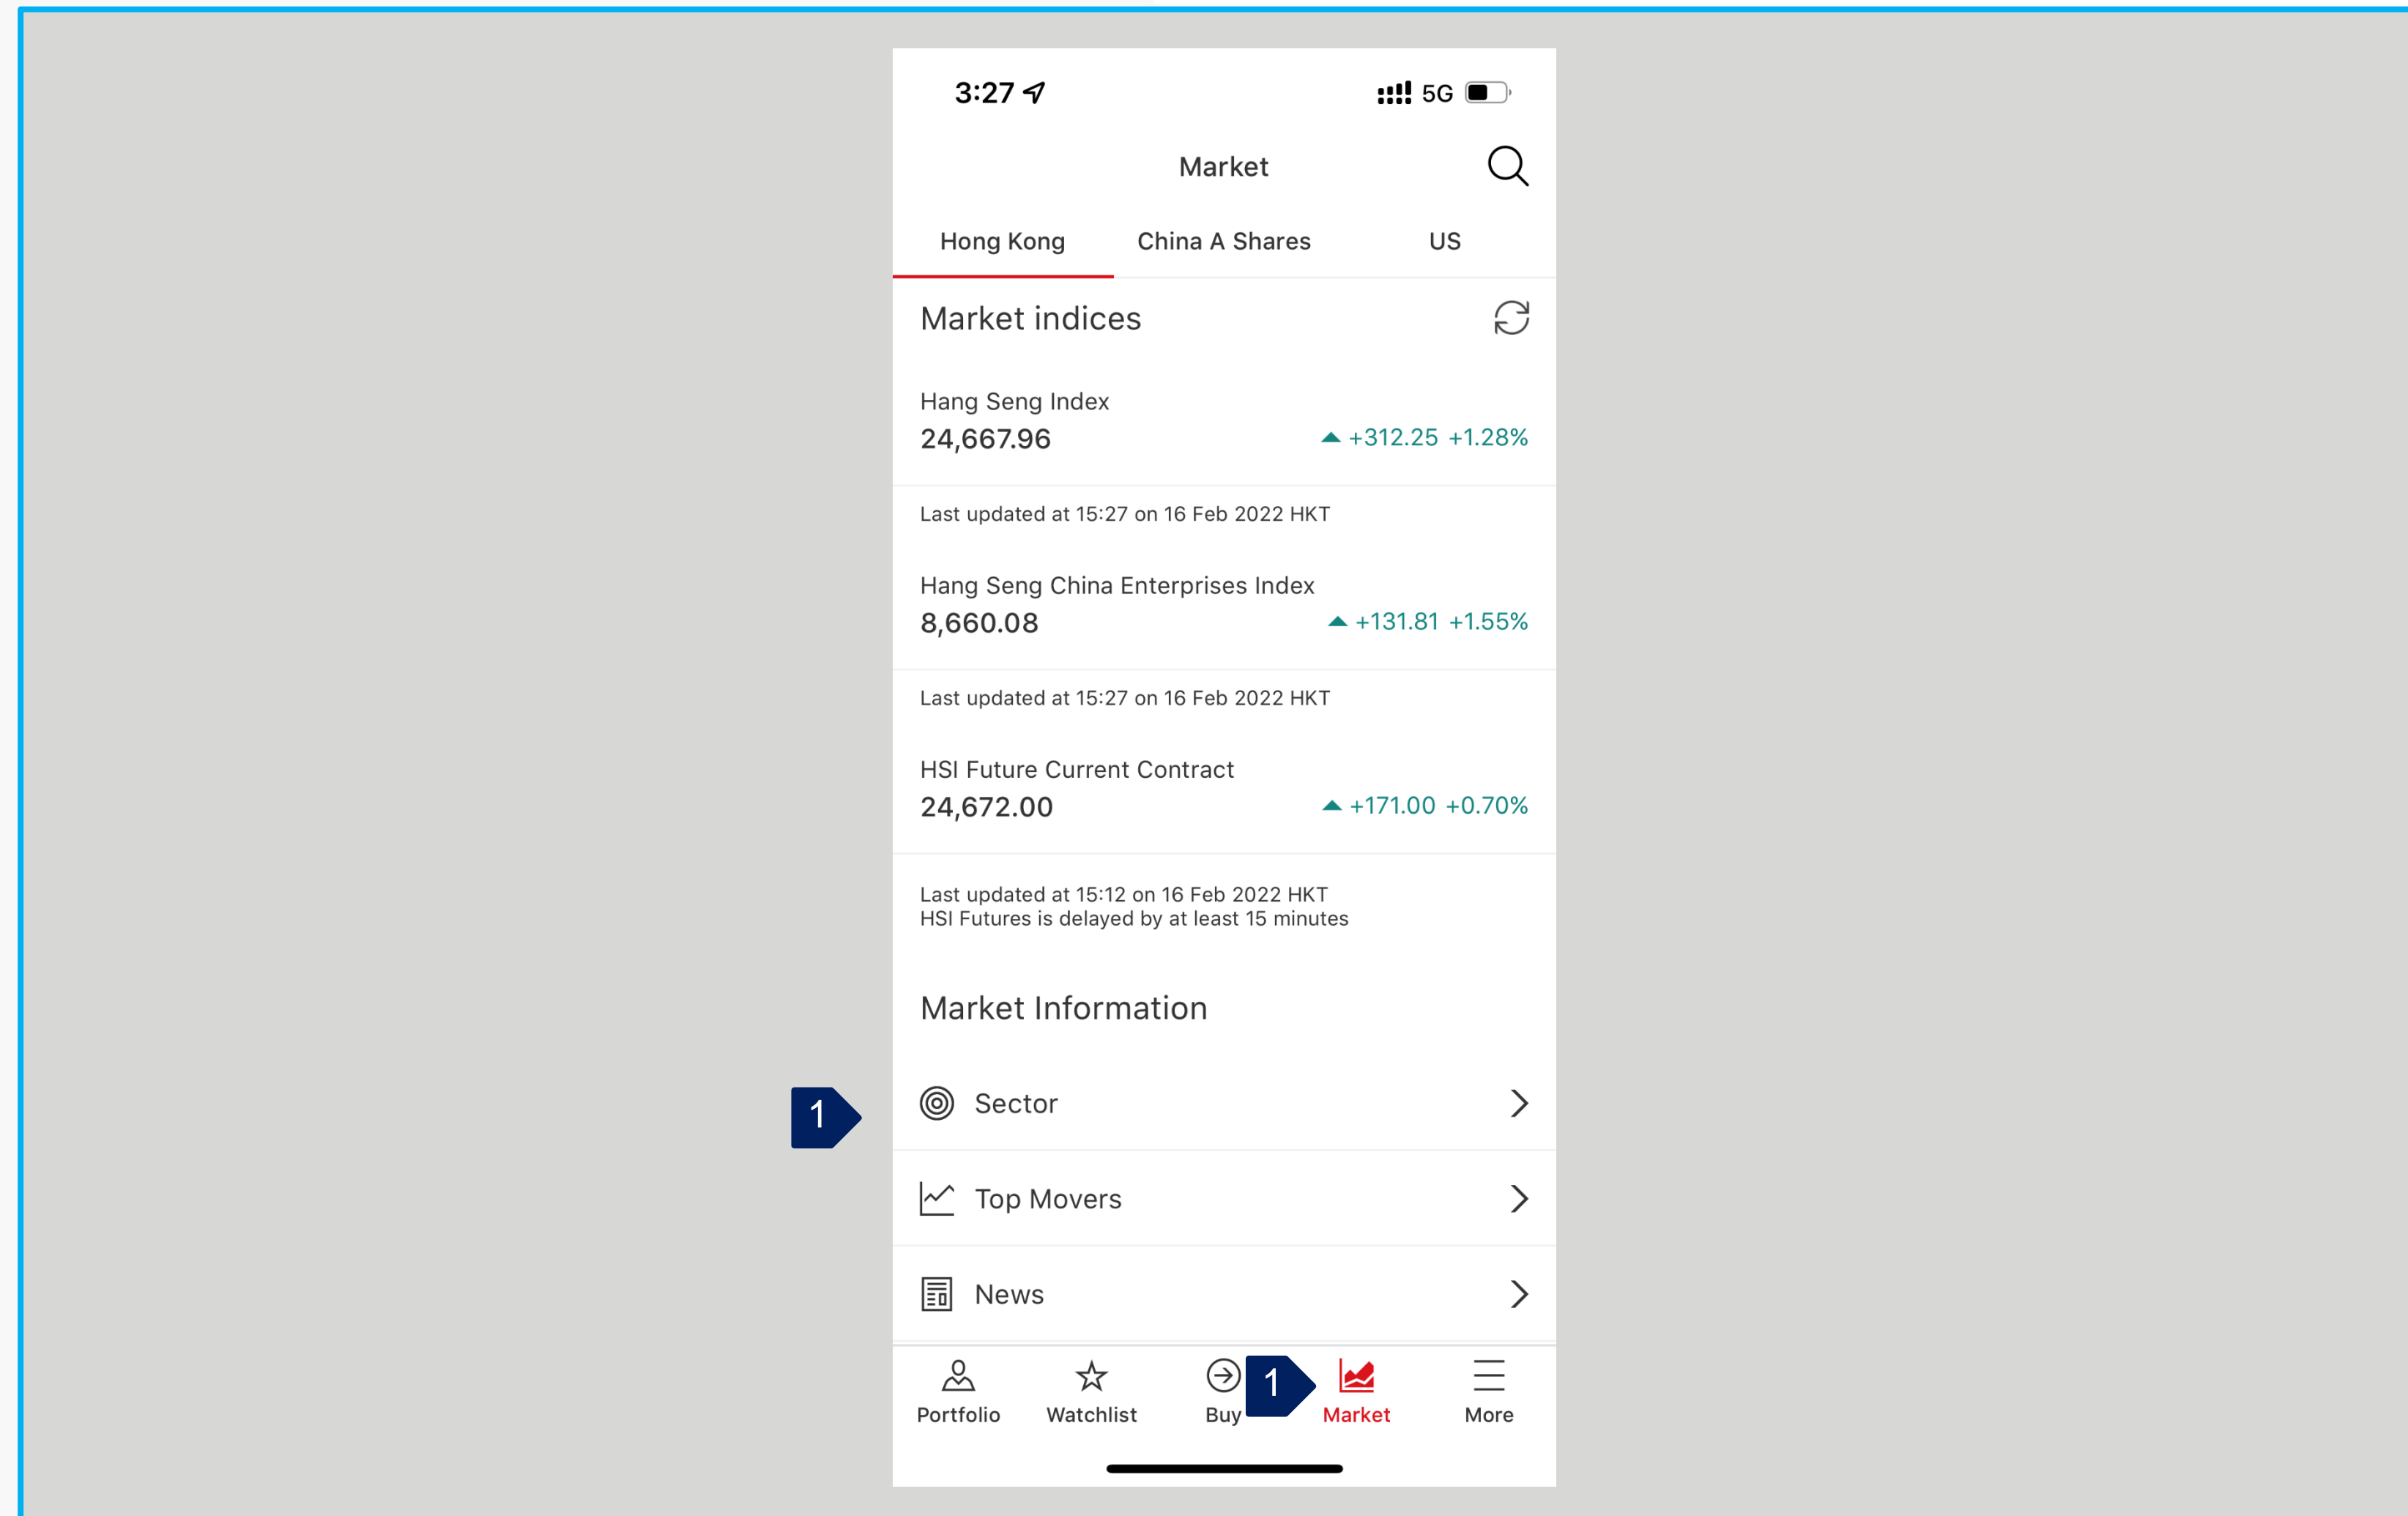 3:27 5G
Market
Hong Kong China A Shares US
Market indices
Hang Seng Index
24,667.96 +312.25 +1.28%
Last updated at 15:27 on 16 Feb 2022 HKT
Hang Seng China Enterprises Index
8,660.08 +131.81 +1.55%
Last updated at 15:27 on 16 Feb 2022 HKT
HSI Future Current Contract
24,672.00 +171.00 +0.70%
Last updated at 15:12 on 16 Feb 2022 HKT
HSI Futures is delayed by at least 15 minutes
Market Information
1 Sector
Top Movers
News
1
Portfolio Watchlist Buy Market More